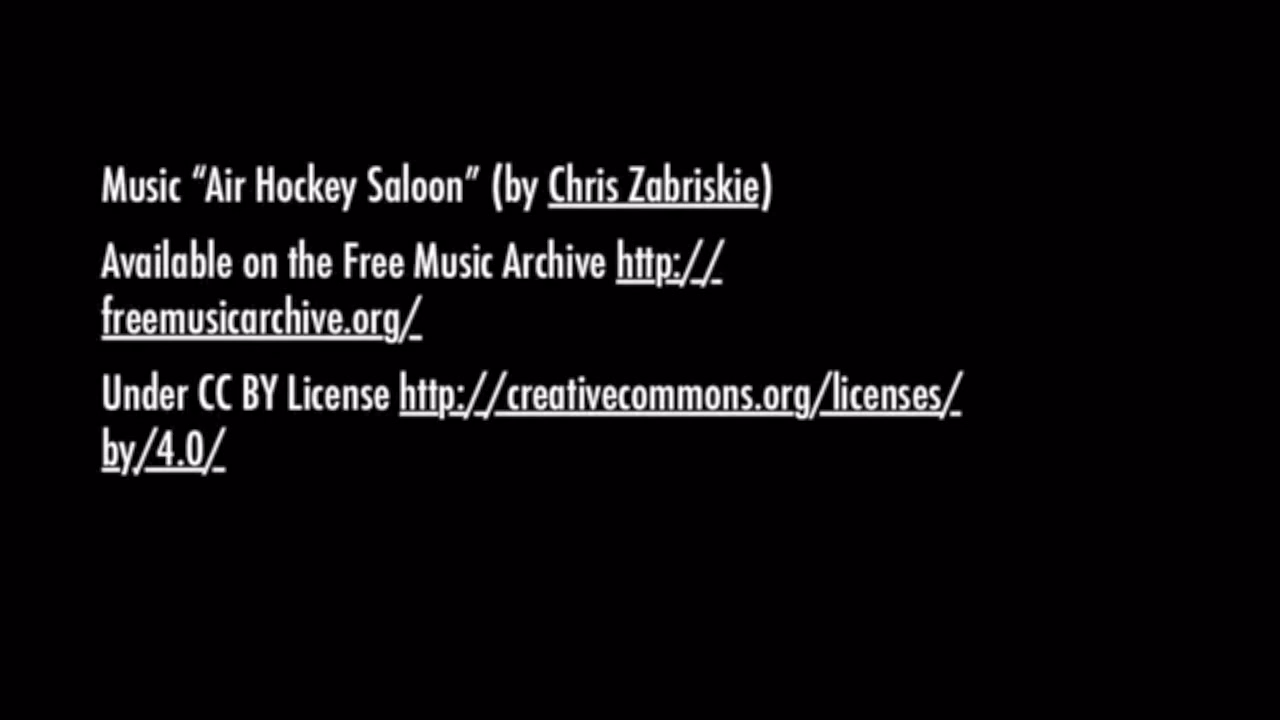 Music “Air Hockey Saloon” (by Chris Zabriskie)
Available on the Free Music Archive http://
freemusicarchive.org/
Under CC BY License http://creativecommons.org/licenses/
by/4.0/